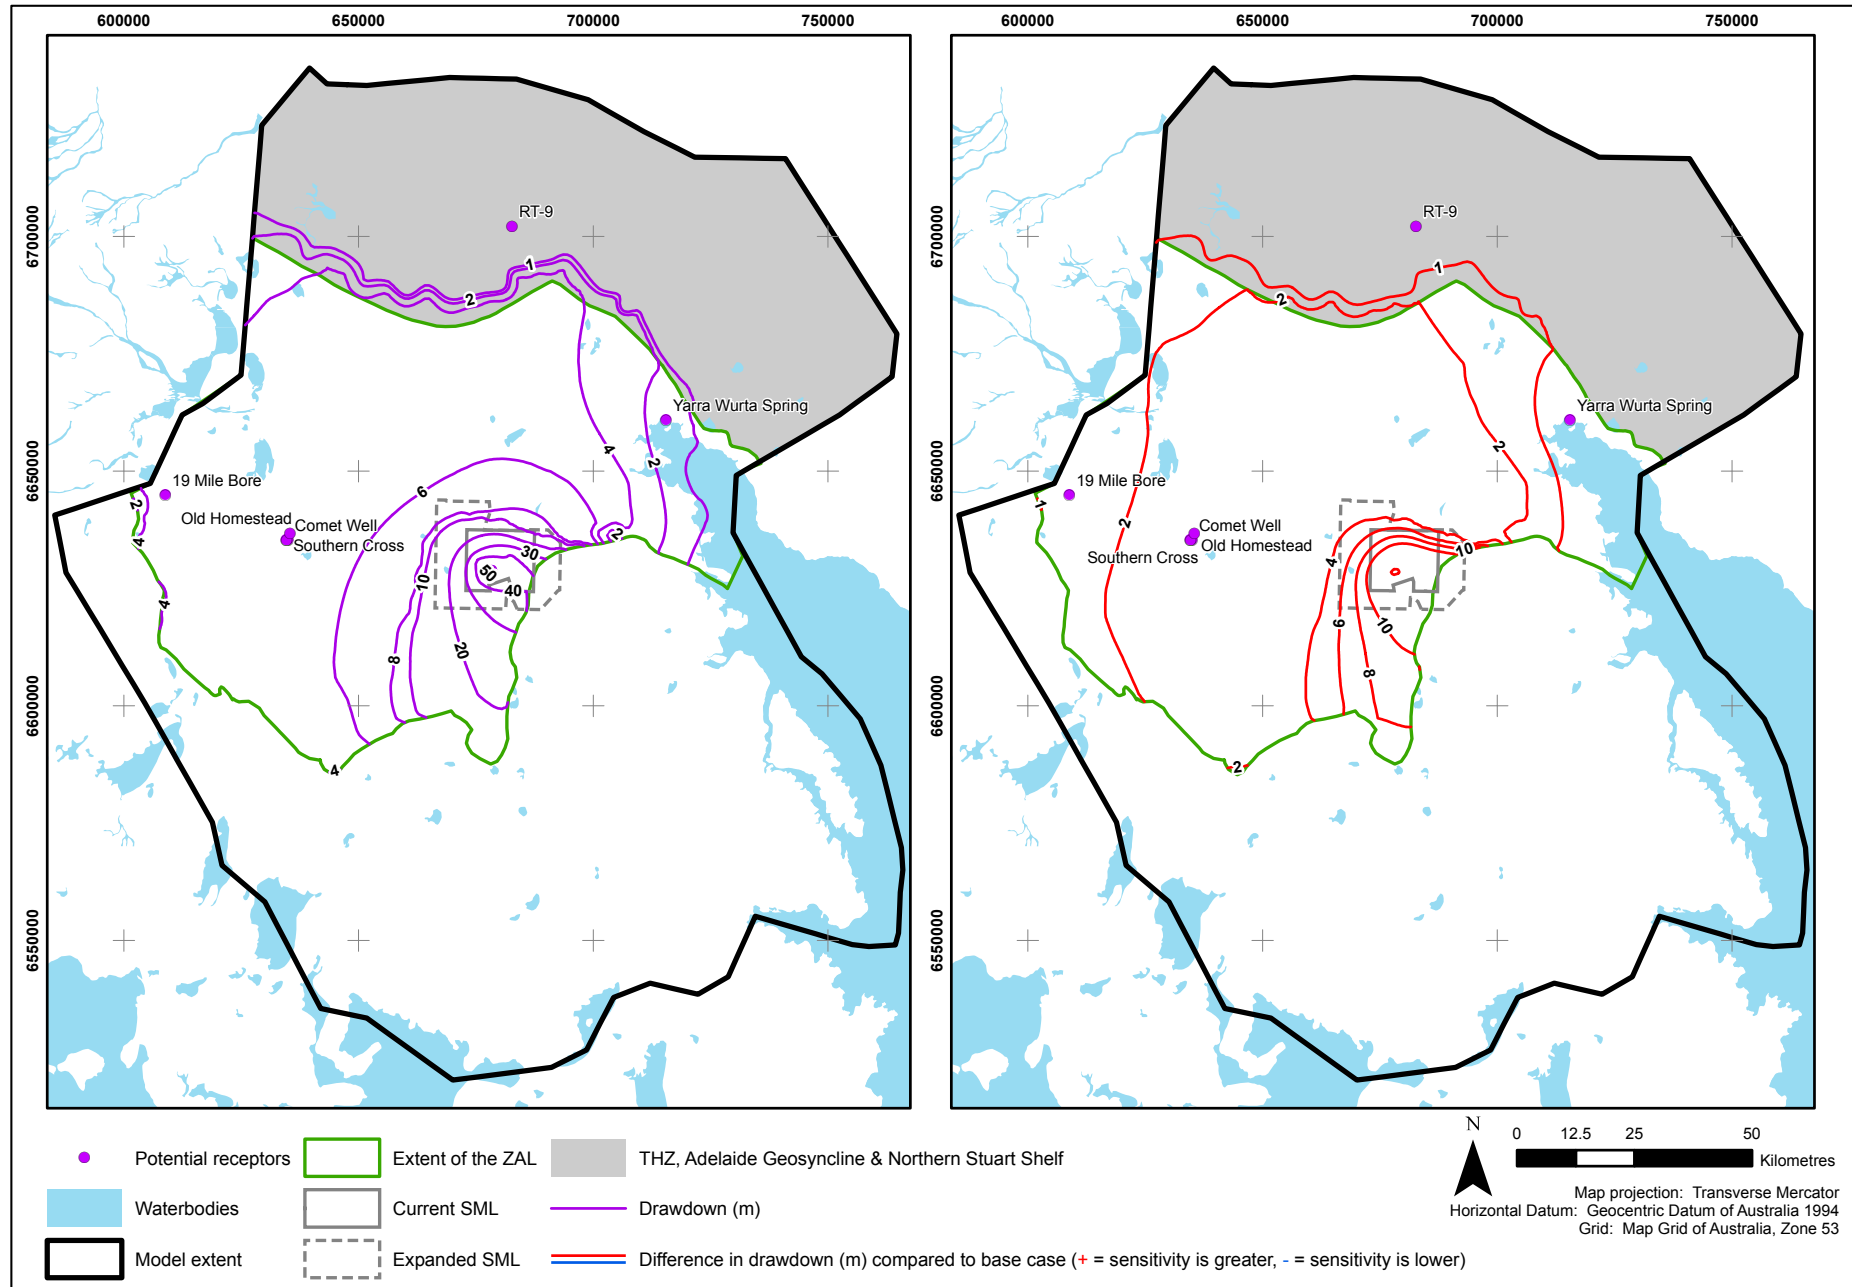 600000 650000 700000 750000
600000 650000 700000 750000
6700000
6650000
6600000
6550000
6700000
6650000
6600000
6550000
RT-9
1
2
Yarra Wurta Spring
4
2
6
19 Mile Bore
2
Old Homestead
Comet Well
Southern Cross
4
2
30
10
50
40
4
8
20
4
RT-9
1
2
Yarra Wurta Spring
2
19 Mile Bore
1
2
Comet Well
Southern Cross
Old Homestead
10
4
6
10
8
2
Potential receptors
Extent of the ZAL
THZ, Adelaide Geosyncline & Northern Stuart Shelf
Waterbodies
Current SML
Drawdown (m)
Model extent
Expanded SML
Difference in drawdown (m) compared to base case (+ = sensitivity is greater, - = sensitivity is lower)
N
0 12.5 25 50
Kilometres
Map projection: Transverse Mercator
Horizontal Datum: Geocentric Datum of Australia 1994
Grid: Map Grid of Australia, Zone 53